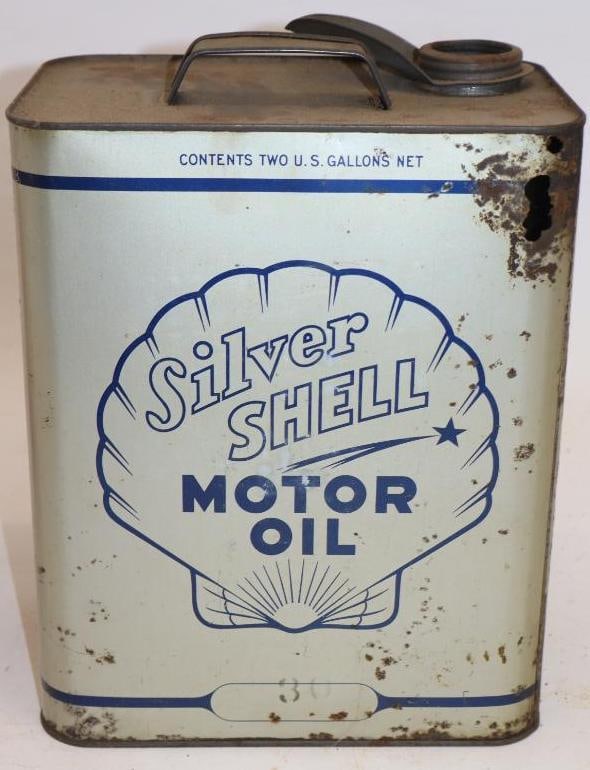 CONTENTS TWO U.S. GALLONS NET
Silver
SHELL
MOTOR
OIL
30